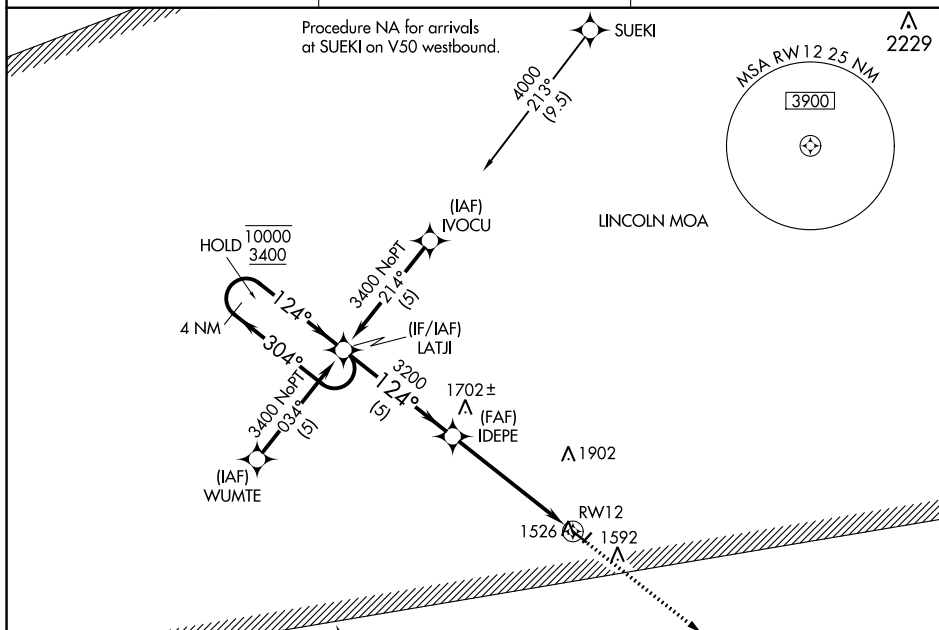 Procedure NA for arrivals
at SUEKI on V50 westbound.
SUEKI
2229
MSA RW12 25 NM
3900
4000
213°
(9.5)
(IAF)
IVOCU
LINCOLN MOA
HOLD
10000
3400
3400 NoPT
214°
(5)
124°
4 NM
(IF/IAF)
LATJI
304°
3200
124°
(5)
1702 ±
(FAF)
IDEPE
3400 NoPT
034°
(5)
(IAF)
WUMTE
1902
RW12
1526
1592